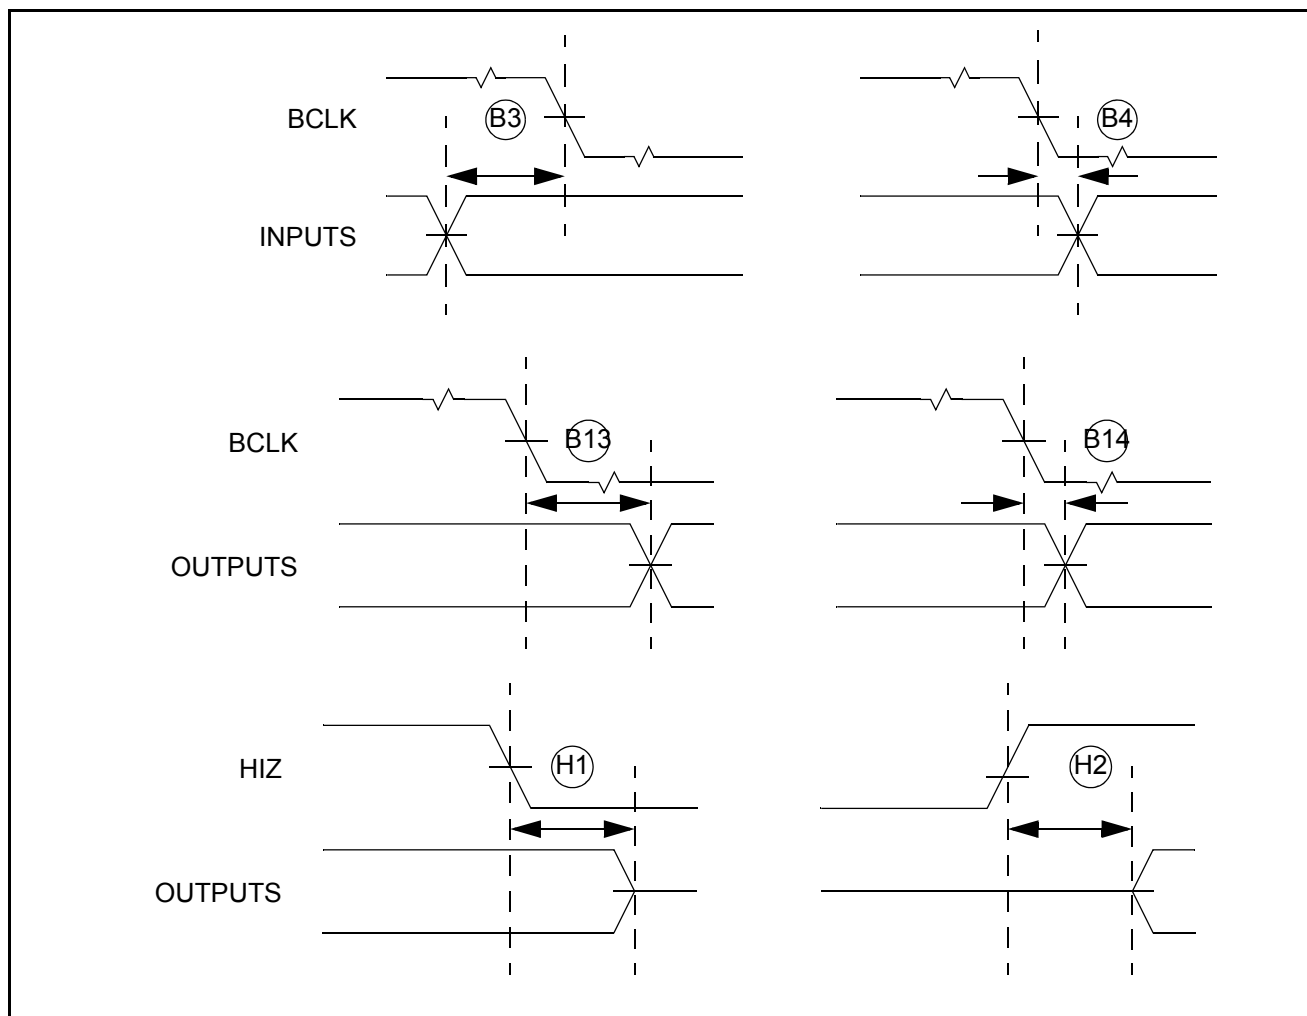 BCLK
B3
B4
INPUTS
BCLK
B13
B14
OUTPUTS
HIZ
H1
H2
OUTPUTS